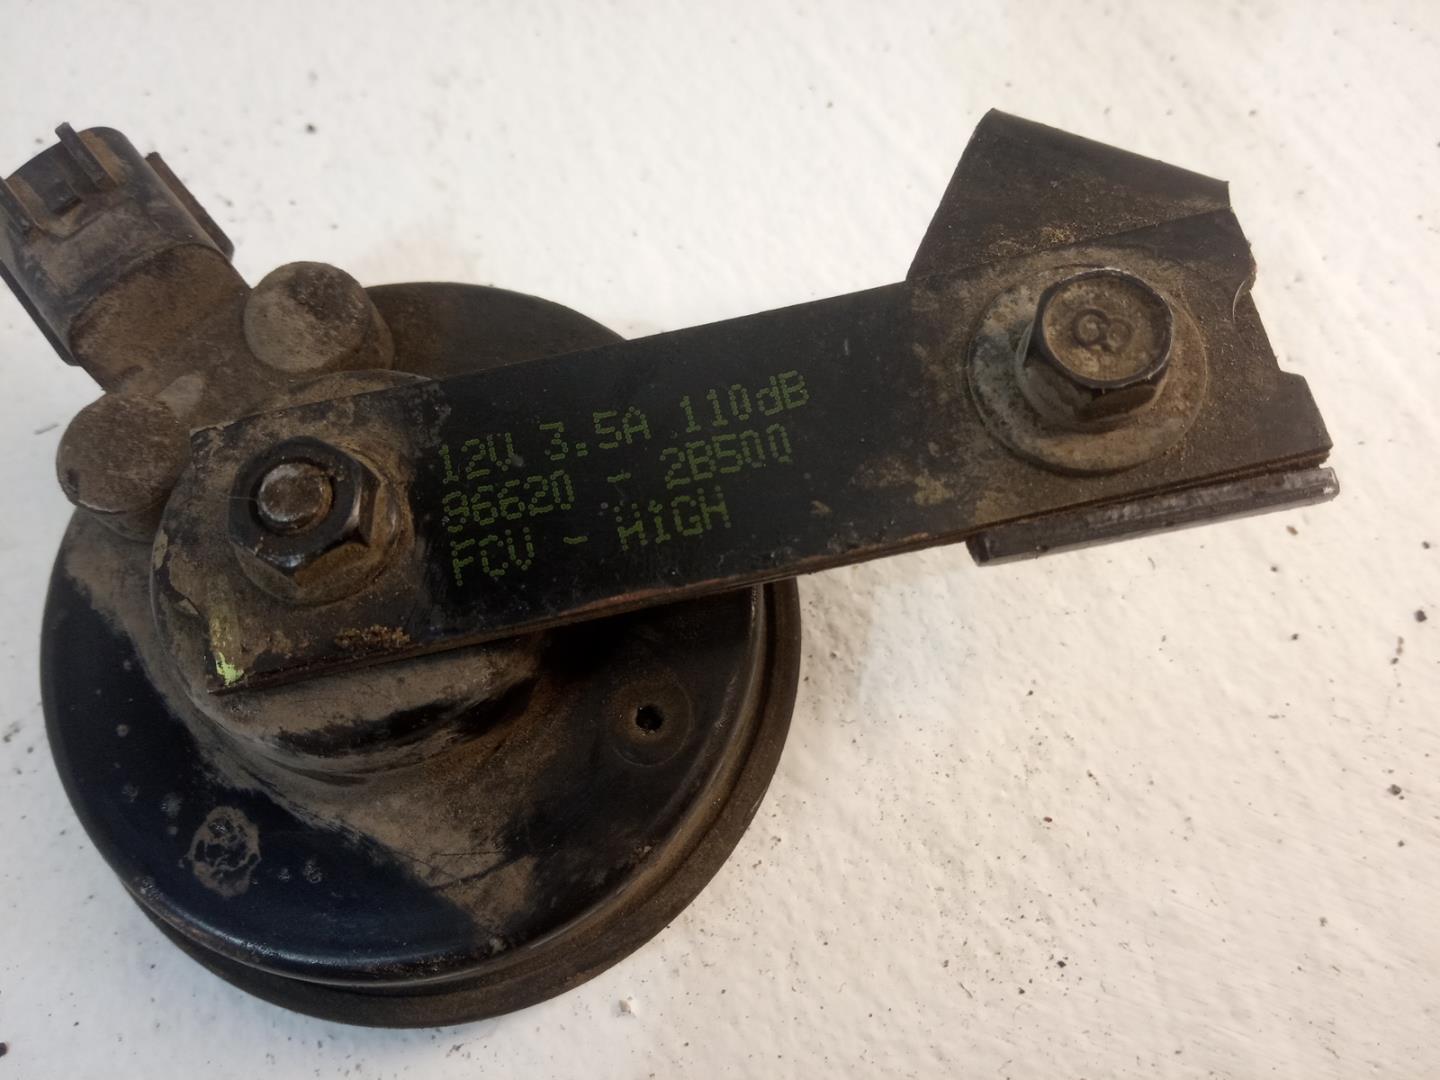 12V 3.5A 110dB
96620 - 2B500
FCV - HiGH
8